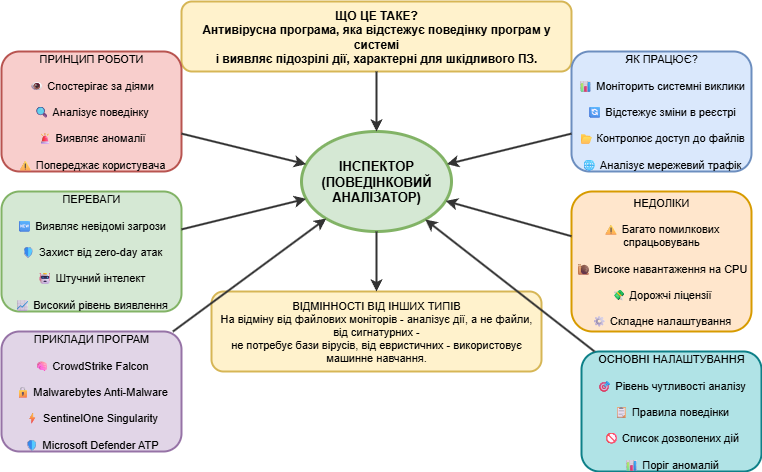 ЩО ЦЕ ТАКЕ?
Антивірусна програма, яка відстежує поведінку програм у
системі
і виявляє підозрілі дії, характерні для шкідливого ПЗ.
ПРИНЦИП РОБОТИ
Спостерігає за діями
Аналізує поведінку
Виявляє аномалії
Попереджає користувача
ЯК ПРАЦЮЄ?
Моніторить системні виклики
Відстежує зміни в реєстрі
Контролює доступ до файлів
Аналізує мережевий трафік
ІНСПЕКТОР
(ПОВЕДІНКОВИЙ
АНАЛІЗАТОР)
ПЕРЕВАГИ
Виявляє невідомі загрози
Захист від zero-day атак
Штучний інтелект
Високий рівень виявлення
НЕДОЛІКИ
Багато помилкових
спрацьовувань
Високе навантаження на CPU
Дорожчі ліцензії
Складне налаштування
ВІДМІННОСТІ ВІД ІНШИХ ТИПІВ
На відміну від файлових моніторів - аналізує дії, а не файли,
від сигнатурних -
не потребує бази вірусів, від евристичних - використовує
машинне навчання.
ПРИКЛАДИ ПРОГРАМ
CrowdStrike Falcon
Malwarebytes Anti-Malware
SentinelOne Singularity
Microsoft Defender ATP
ОСНОВНІ НАЛАШТУВАННЯ
Рівень чутливості аналізу
Правила поведінки
Список дозволених дій
Поріг аномалій